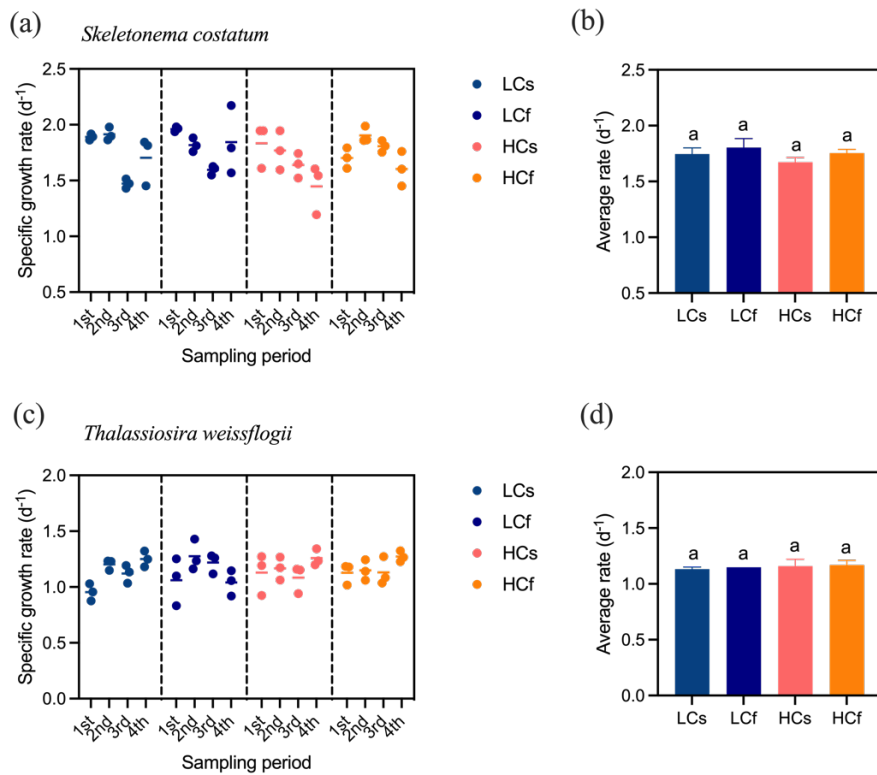 (a)
Skeletonema costatum
2.5
2.0
1.5
1.0
0.5
Specific growth rate (d⁻¹)
1st 2nd 3rd 4th 1st 2nd 3rd 4th 1st 2nd 3rd 4th 1st 2nd 3rd 4th
Sampling period
LCs
LCf
HCs
HCf
(b)
2.5
2.0
1.5
1.0
0.5
Average rate (d⁻¹)
a a a a
LCs LCf HCs HCf
(c)
Thalassiosira weissflogii
2.0
1.5
1.0
0.5
0.0
Specific growth rate (d⁻¹)
1st 2nd 3rd 4th 1st 2nd 3rd 4th 1st 2nd 3rd 4th 1st 2nd 3rd 4th
Sampling period
LCs
LCf
HCs
HCf
(d)
2.0
1.5
1.0
0.5
0.0
Average rate (d⁻¹)
a a a a
LCs LCf HCs HCf